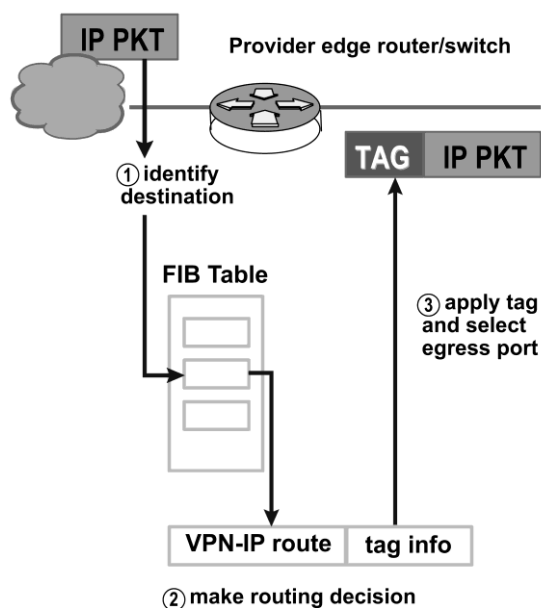 IP PKT
Provider edge router/switch
TAG IP PKT
① identify
destination
FIB Table
③ apply tag
and select
egress port
VPN-IP route tag info
② make routing decision